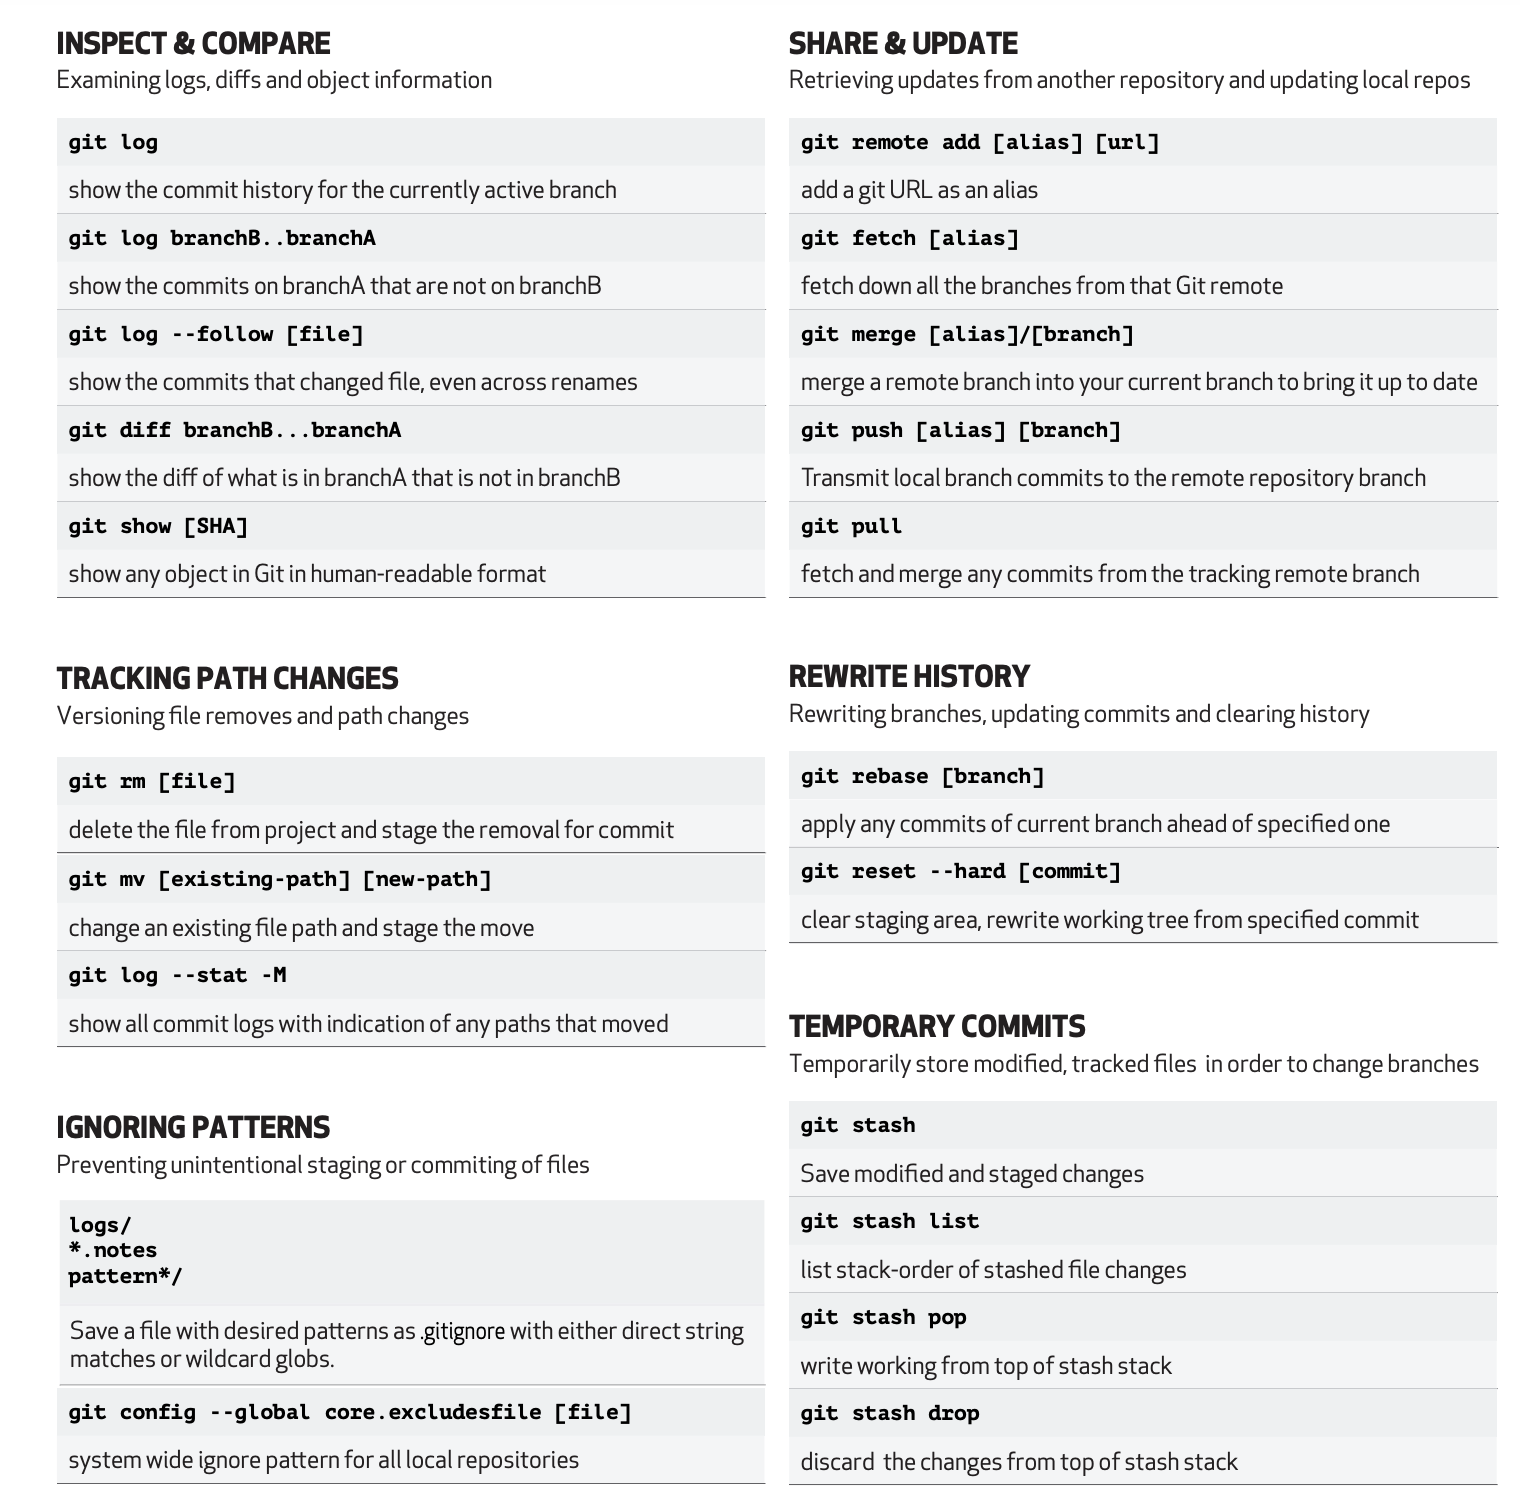 INSPECT & COMPARE
Examining logs, diffs and object information
git log
show the commit history for the currently active branch
git log branchB..branchA
show the commits on branchA that are not on branchB
git log --follow [file]
show the commits that changed file, even across renames
git diff branchB...branchA
show the diff of what is in branchA that is not in branchB
git show [SHA]
show any object in Git in human-readable format
TRACKING PATH CHANGES
Versioning file removes and path changes
git rm [file]
delete the file from project and stage the removal for commit
git mv [existing-path] [new-path]
change an existing file path and stage the move
git log --stat -M
show all commit logs with indication of any paths that moved
IGNORING PATTERNS
Preventing unintentional staging or commiting of files
logs/
*.notes
pattern*/
Save a file with desired patterns as .gitignore with either direct string
matches or wildcard globs.
git config --global core.excludesfile [file]
system wide ignore pattern for all local repositories
SHARE & UPDATE
Retrieving updates from another repository and updating local repos
git remote add [alias] [url]
add a git URL as an alias
git fetch [alias]
fetch down all the branches from that Git remote
git merge [alias]/[branch]
merge a remote branch into your current branch to bring it up to date
git push [alias] [branch]
Transmit local branch commits to the remote repository branch
git pull
fetch and merge any commits from the tracking remote branch
REWRITE HISTORY
Rewriting branches, updating commits and clearing history
git rebase [branch]
apply any commits of current branch ahead of specified one
git reset --hard [commit]
clear staging area, rewrite working tree from specified commit
TEMPORARY COMMITS
Temporarily store modified, tracked files in order to change branches
git stash
Save modified and staged changes
git stash list
list stack-order of stashed file changes
git stash pop
write working from top of stash stack
git stash drop
discard the changes from top of stash stack